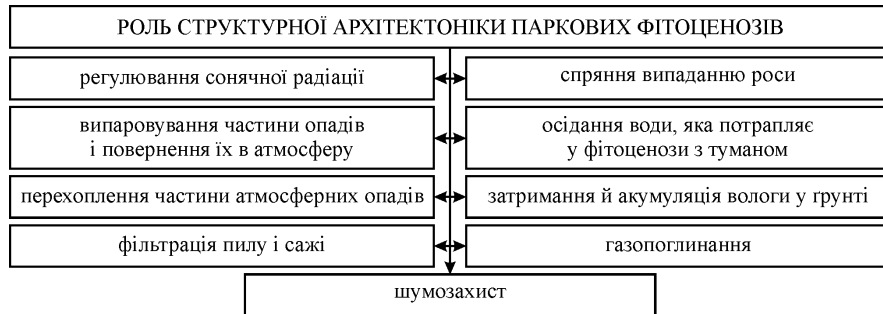 РОЛЬ СТРУКТУРНОЇ АРХІТЕКТОНІКИ ПАРКОВИХ ФІТОЦЕНОЗІВ
регулювання сонячної радіації
спряння випаданню роси
випаровування частини опадів
і повернення їх в атмосферу
осідання води, яка потрапляє
у фітоценози з туманом
перехоплення частини атмосферних опадів
затримання й акумуляція вологи у ґрунті
фільтрація пилу і сажі
газопоглинання
шумозахист